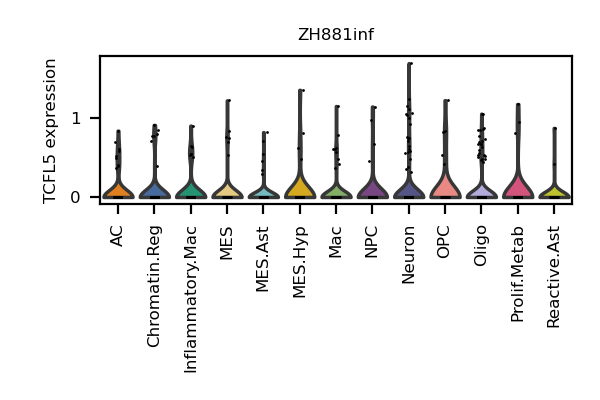 ZH881inf
TCFL5 expression
1
0
AC
Chromatin.Reg
Inflammatory.Mac
MES
MES.Ast
MES.Hyp
Mac
NPC
Neuron
OPC
Oligo
Prolif.Metab
Reactive.Ast